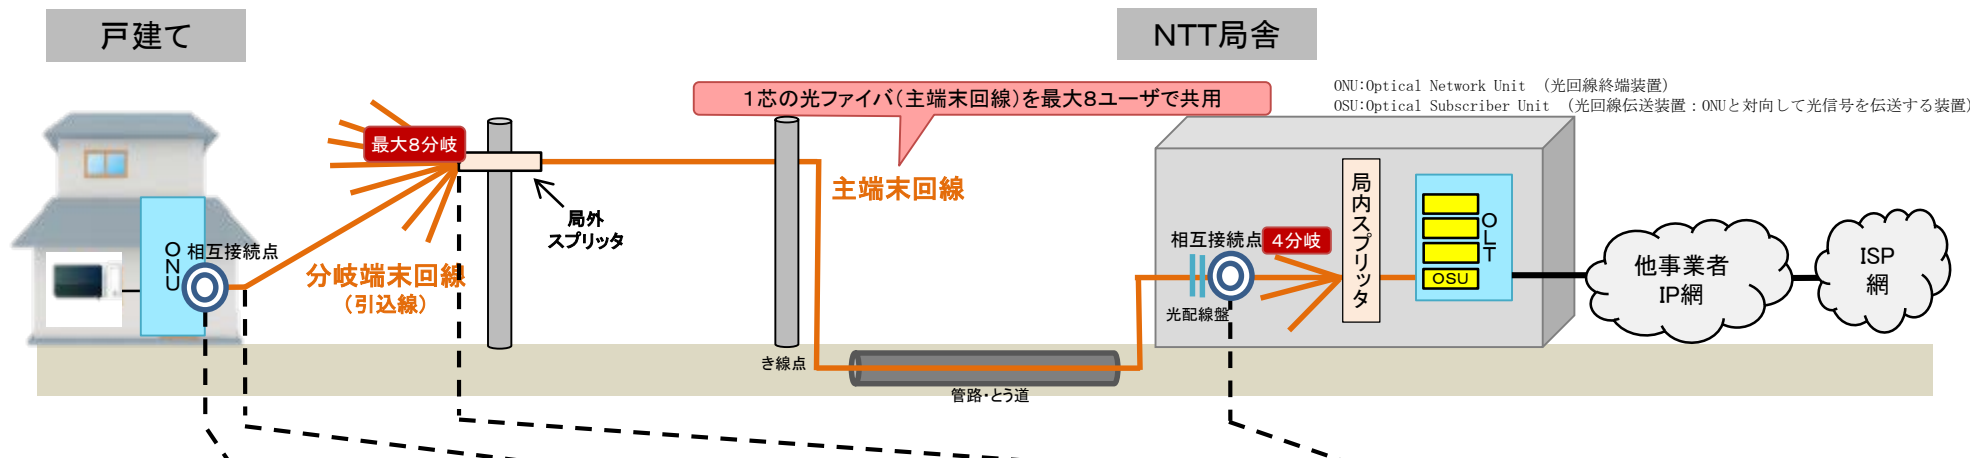 戸建て
NTT局舎
1芯の光ファイバ(主端末回線)を最大8ユーザで共用
ONU:Optical Network Unit (光回線終端装置)
OSU:Optical Subscriber Unit (光回線伝送装置:ONUと対向して光信号を伝送する装置)
最大8分岐
主端末回線
局外
スプリッタ
ONU
相互接続点
分岐端末回線
(引込線)
き線点
管路・とう道
相互接続点
4分岐
光配線盤
局内スプリッタ
OLT
OSU
他事業者
IP網
ISP
網